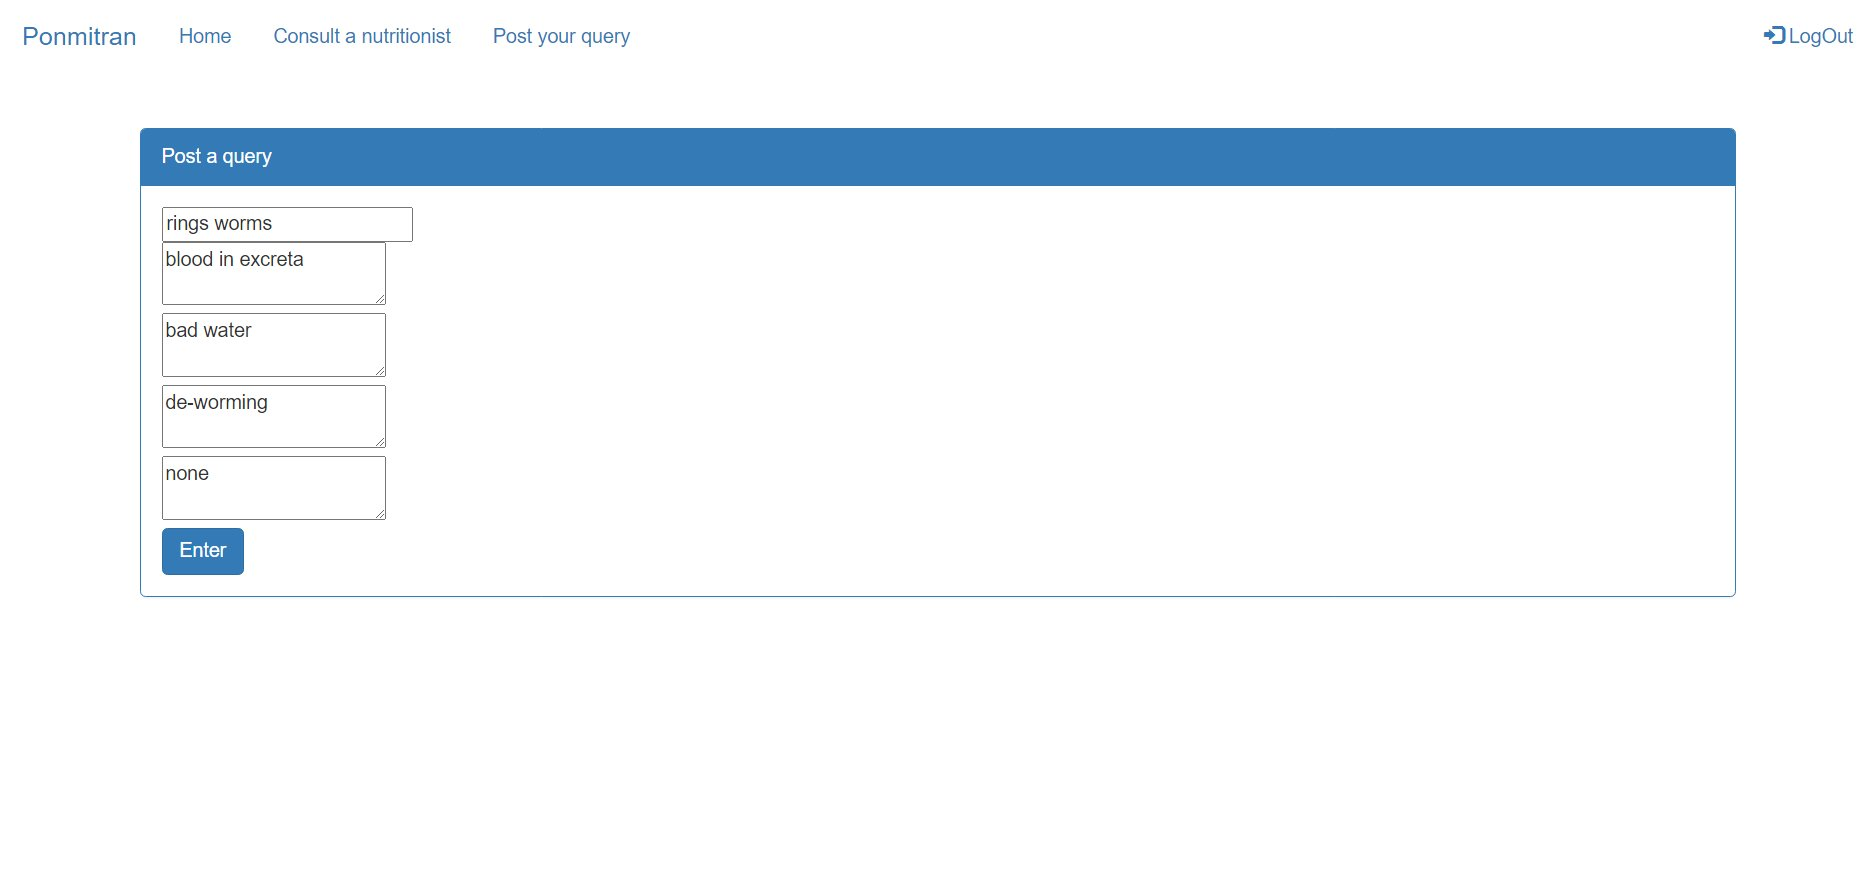 Ponmitran Home Consult a nutritionist Post your query LogOut
Post a query
rings worms
blood in excreta
bad water
de-worming
none
Enter